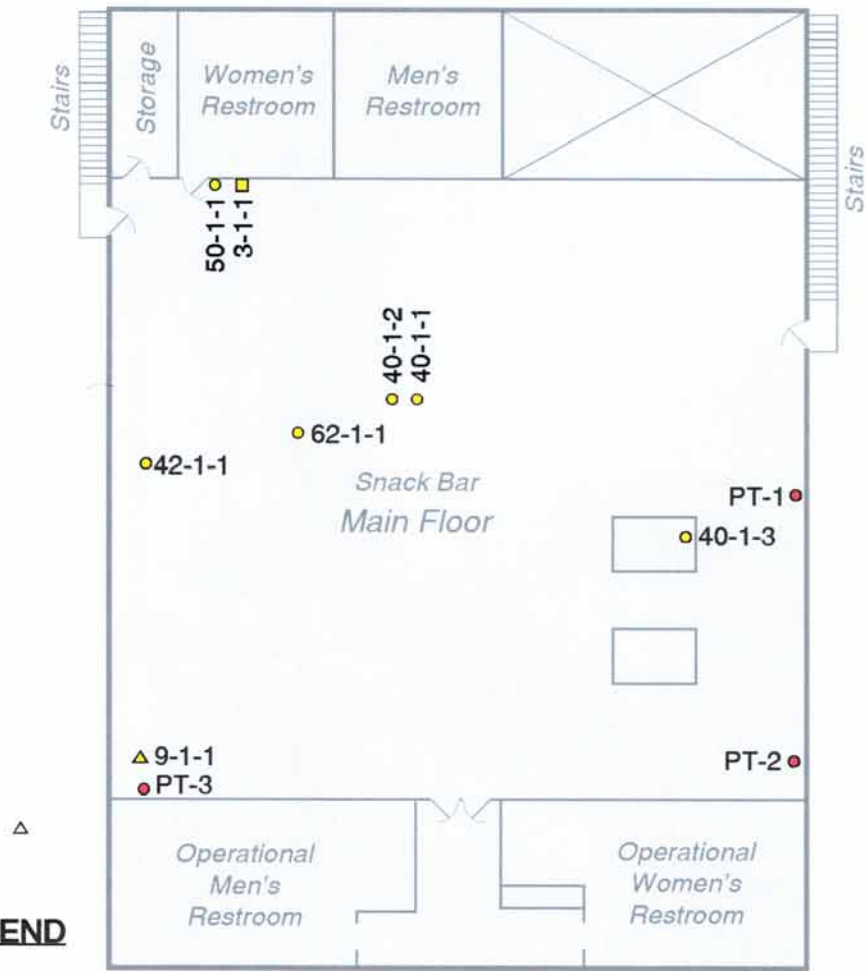 Stairs
Storage
Women's
Restroom
Men's
Restroom
Stairs
50-1-1
3-1-1
40-1-2
40-1-1
62-1-1
42-1-1
Snack Bar
Main Floor
PT-1
40-1-3
9-1-1
PT-3
PT-2
Operational
Men's
Restroom
Operational
Women's
Restroom
END